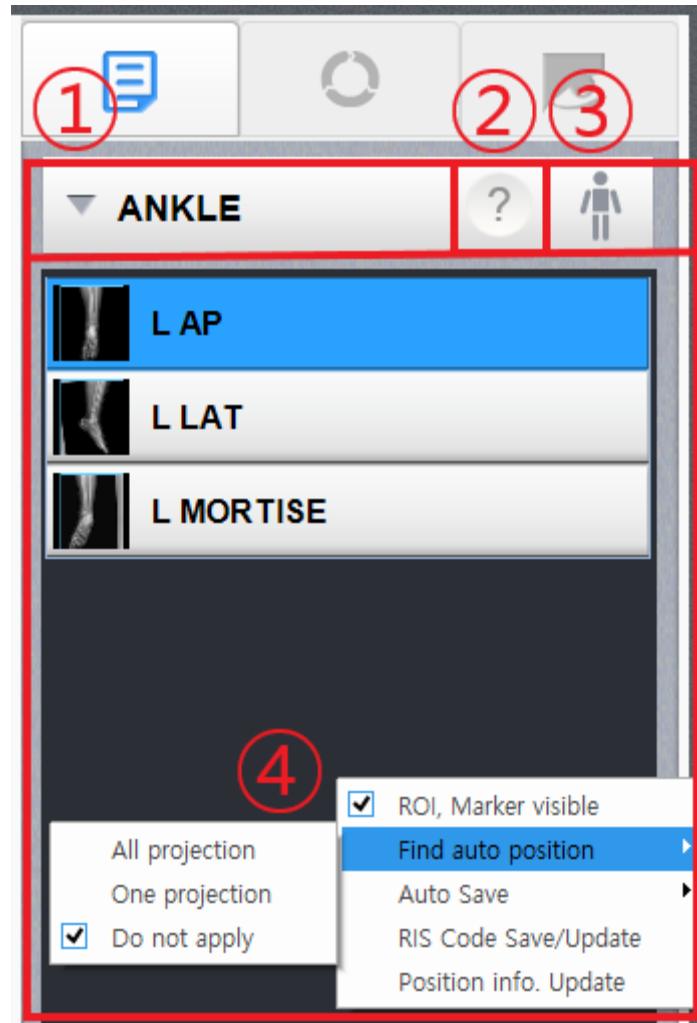 ①
②
③
ANKLE
?
L AP
L LAT
L MORTISE
④
ROI, Marker visible
Find auto position
Auto Save
RIS Code Save/Update
Position info. Update
All projection
One projection
Do not apply